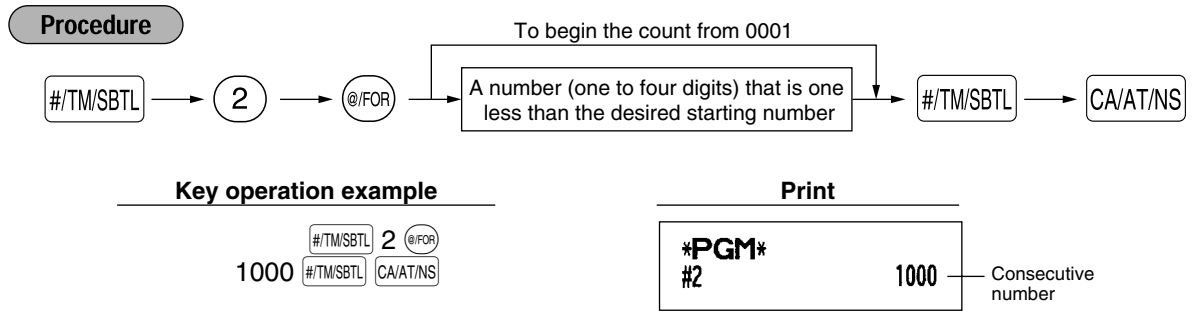 Procedure
To begin the count from 0001
#/TM/SBTL 2 @/FOR A number (one to four digits) that is one
less than the desired starting number #/TM/SBTL CA/AT/NS
Key operation example
#/TM/SBTL 2 @/FOR
1000 #/TM/SBTL CA/AT/NS
Print
*PGM*
#2 1000
Consecutive
number